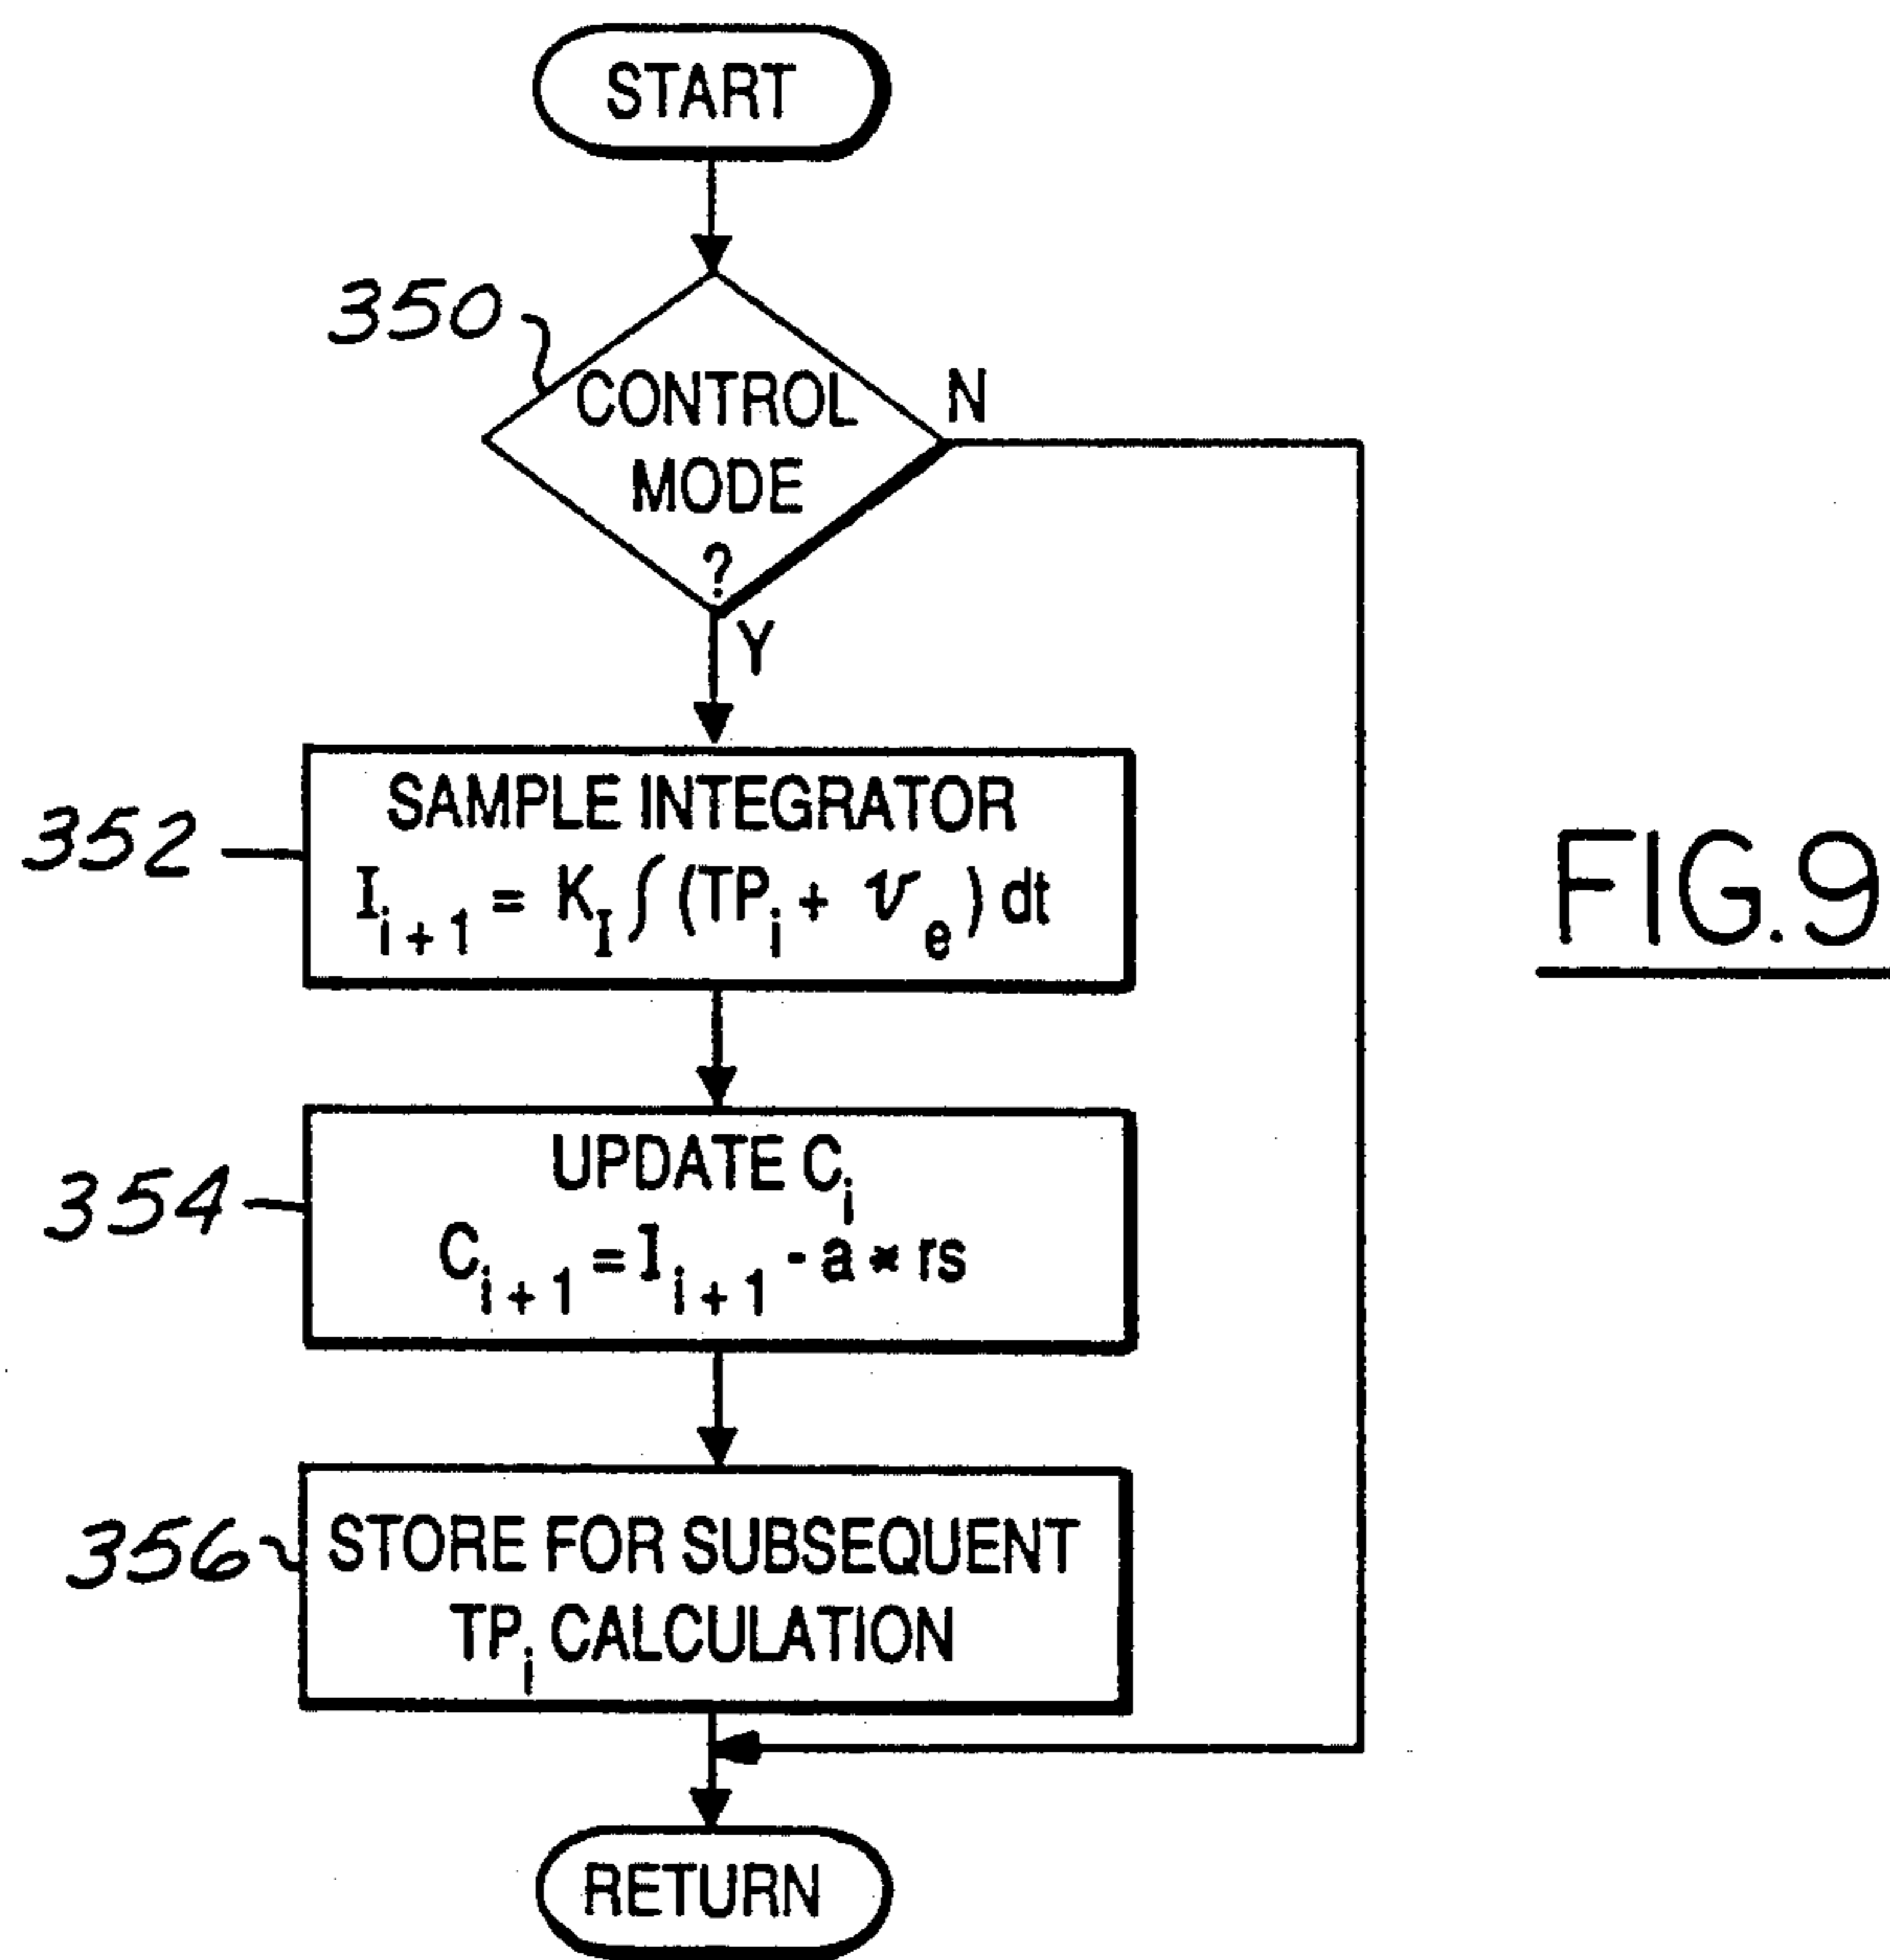 START
350
CONTROL
MODE
?
N
Y
352
SAMPLE INTEGRATOR
I_{i+1} = K_I ∫ (TP_i + v_e) dt
FIG.9
354
UPDATE C_i
C_{i+1} = I_{i+1} - a * rs
356
STORE FOR SUBSEQUENT
TP_i CALCULATION
RETURN